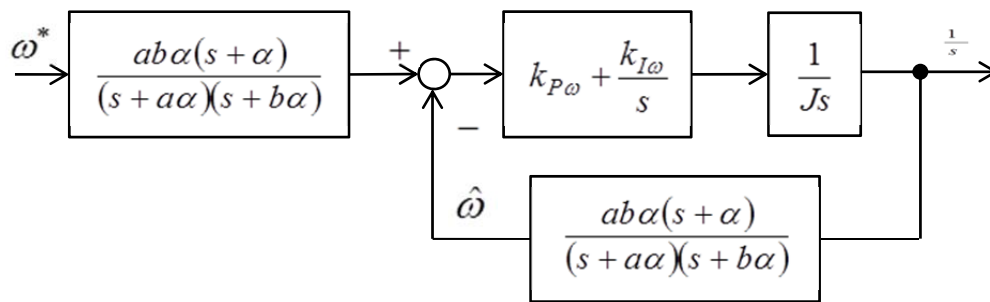 ω*
abα(s + α)
(s + aα)(s + bα)
+
−
k_{Pω} + k_{Iω}/s
1/Js
1/s
ω̂
abα(s + α)
(s + aα)(s + bα)